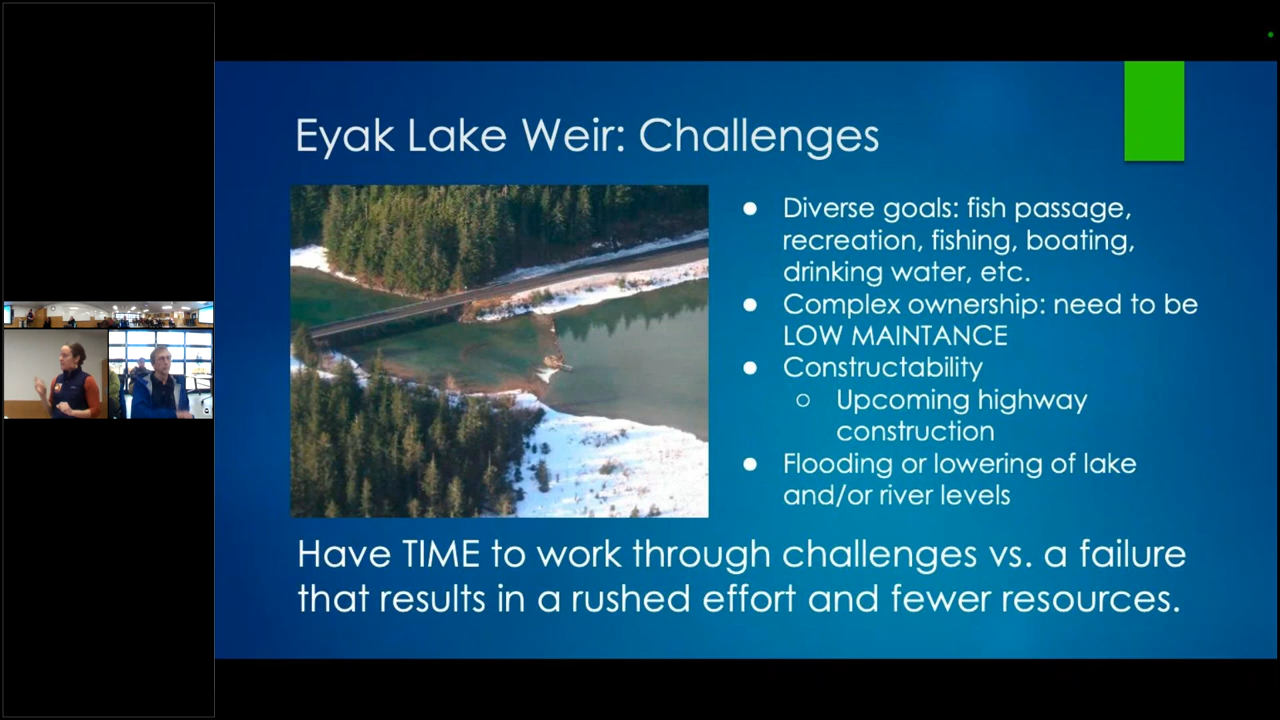 Eyak Lake Weir: Challenges
● Diverse goals: fish passage,
recreation, fishing, boating,
drinking water, etc.
● Complex ownership: need to be
LOW MAINTANCE
● Constructability
○ Upcoming highway
construction
● Flooding or lowering of lake
and/or river levels
Have TIME to work through challenges vs. a failure
that results in a rushed effort and fewer resources.